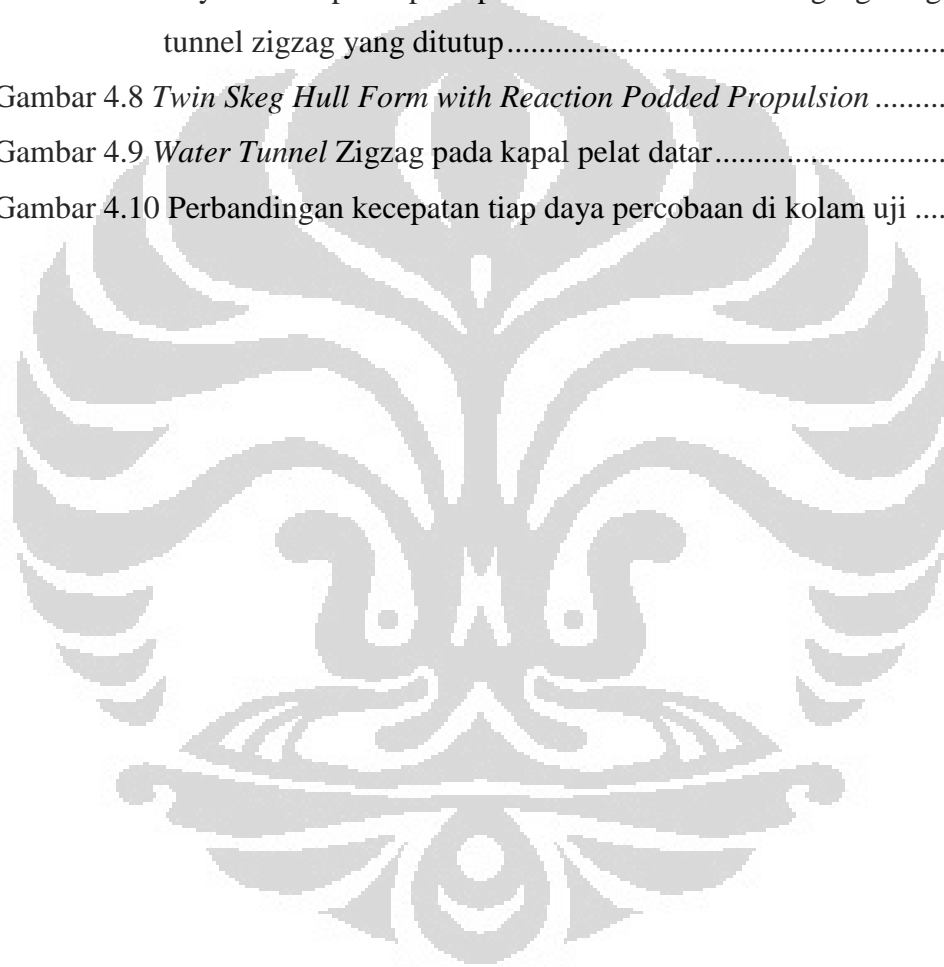 tunnel zigzag yang ditutup................................................
Gambar 4.8 Twin Skeg Hull Form with Reaction Podded Propulsion .........
Gambar 4.9 Water Tunnel Zigzag pada kapal pelat datar.............................
Gambar 4.10 Perbandingan kecepatan tiap daya percobaan di kolam uji ....